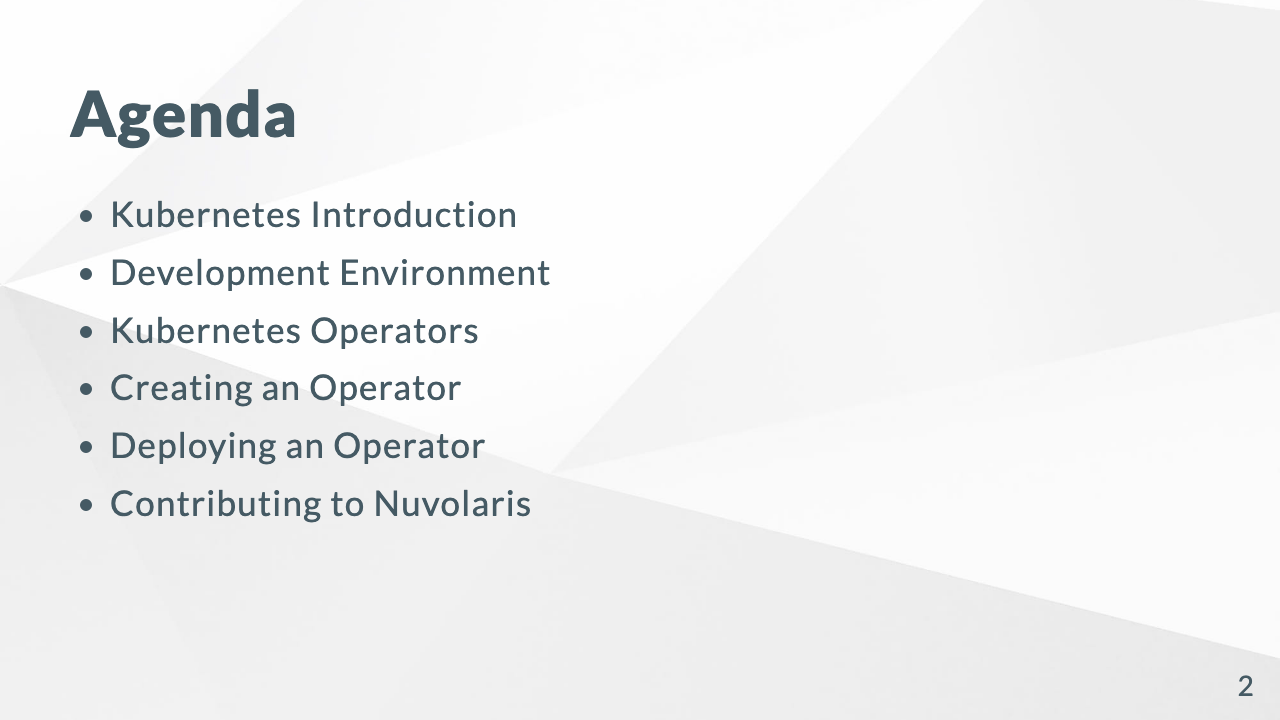 Agenda
• Kubernetes Introduction
• Development Environment
• Kubernetes Operators
• Creating an Operator
• Deploying an Operator
• Contributing to Nuvolaris
2